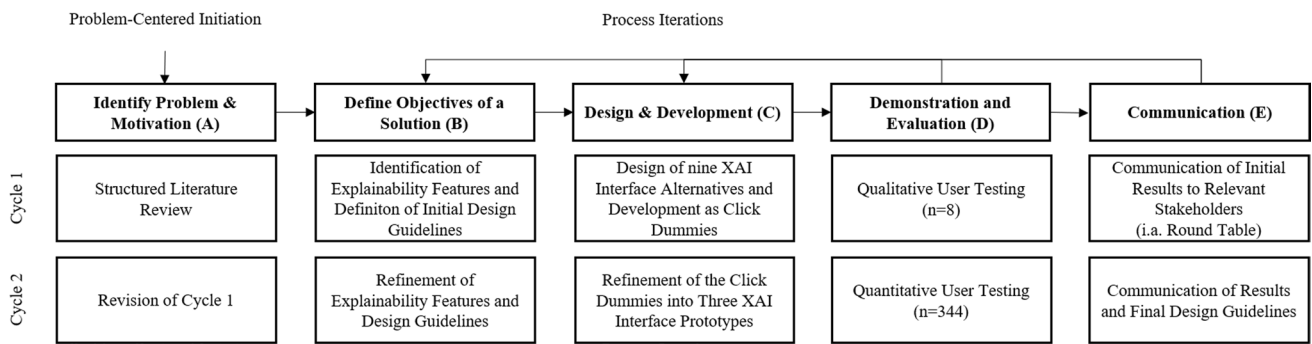 Problem-Centered Initiation
Process Iterations
Identify Problem &
Motivation (A)
Define Objectives of a
Solution (B)
Design & Development (C)
Demonstration and
Evaluation (D)
Communication (E)
Cycle 1
Structured Literature
Review
Identification of
Explainability Features and
Definiton of Initial Design
Guidelines
Design of nine XAI
Interface Alternatives and
Development as Click
Dummies
Qualitative User Testing
(n=8)
Communication of Initial
Results to Relevant
Stakeholders
(i.a. Round Table)
Cycle 2
Revision of Cycle 1
Refinement of
Explainability Features and
Design Guidelines
Refinement of the Click
Dummies into Three XAI
Interface Prototypes
Quantitative User Testing
(n=344)
Communication of Results
and Final Design Guidelines